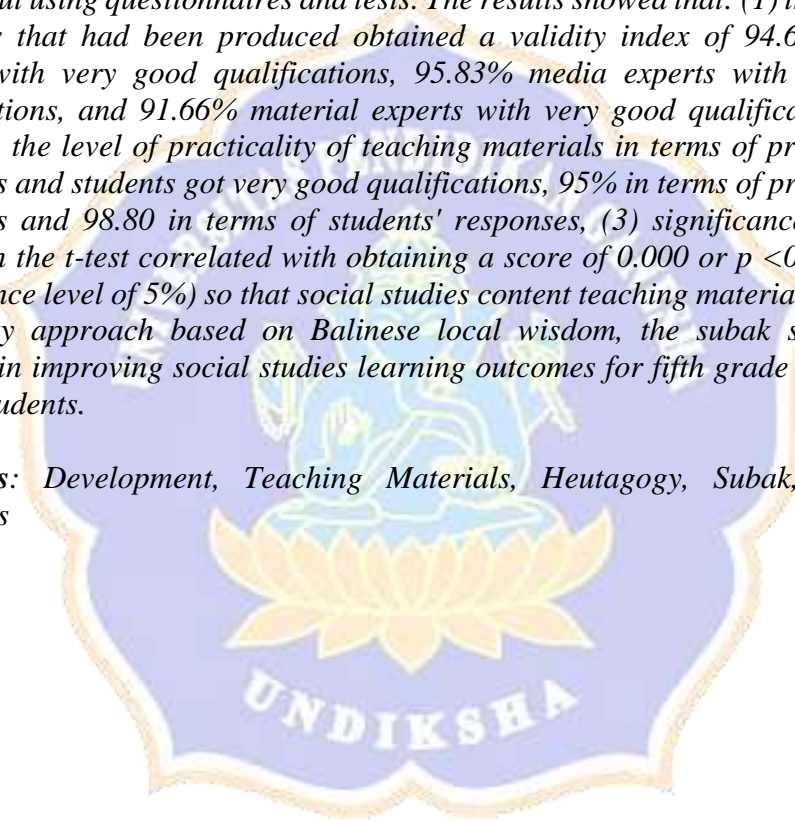 out using questionnaires and tests. The results showed that: (1) in
that had been produced obtained a validity index of 94.6
with very good qualifications, 95.83% media experts with
tions, and 91.66% material experts with very good qualifica
the level of practicality of teaching materials in terms of pr
s and students got very good qualifications, 95% in terms of pr
s and 98.80 in terms of students' responses, (3) significance
n the t-test correlated with obtaining a score of 0.000 or p <0
nce level of 5%) so that social studies content teaching material
y approach based on Balinese local wisdom, the subak s
in improving social studies learning outcomes for fifth grade
udents.
s: Development, Teaching Materials, Heutagogy, Subak,
s
UNIVERSITAS PENDIDIKAN GANESHA
UNDIKSHA